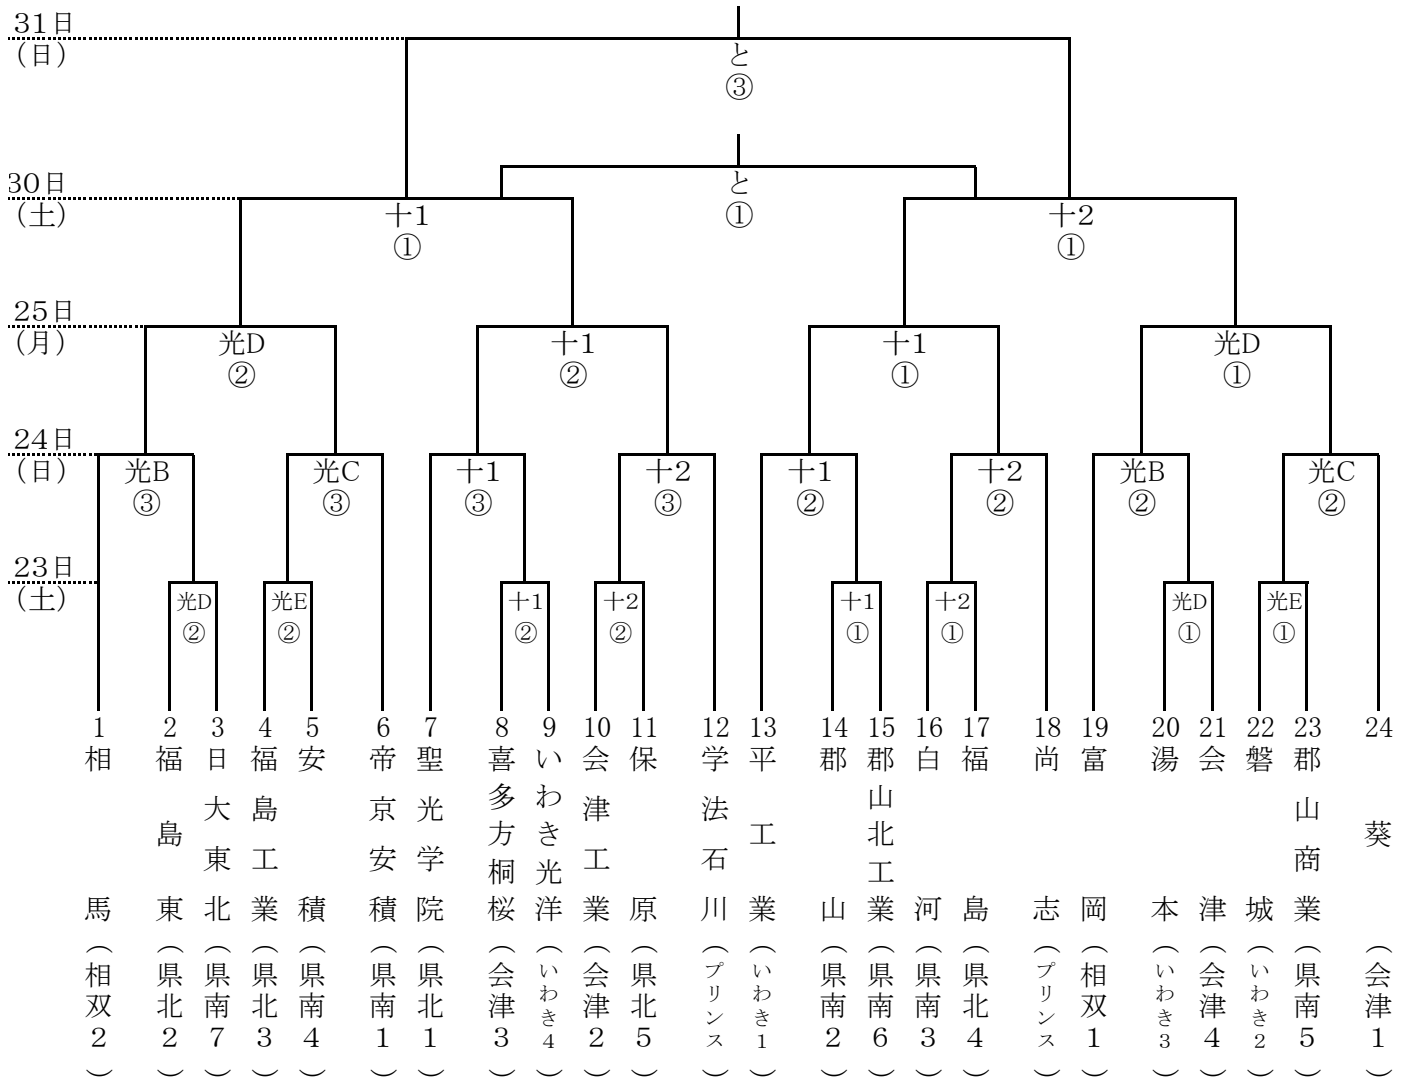 31日
(日)
と
③
30日
(土)
と
①
十1
①
十2
①
25日
(月)
光D
②
十1
②
十1
①
光D
①
24日
(日)
光B
③
光C
③
十1
③
十2
③
十1
②
十2
②
光B
②
光C
②
23日
(土)
光D
②
光E
②
十1
②
十2
②
十1
①
十2
①
光D
①
光E
①
1 相馬(相双2)
2 福島東(県北2)
3 日大東北(県南7)
4 福島工業(県北3)
5 安積(県南4)
6 帝京安積(県南1)
7 聖光学院(県北1)
8 喜多方桐桜(会津3)
9 いわき光洋(いわき4)
10 会津工業(会津2)
11 保原(県北5)
12 学法石川(プリンス)
13 平工業(いわき1)
14 郡山(県南2)
15 郡山北工業(県南6)
16 白河(県南3)
17 福島(県北4)
18 尚志(プリンス)
19 富岡(相双1)
20 湯本(いわき3)
21 会津(会津4)
22 磐城(いわき2)
23 郡山商業(県南5)
24 葵(会津1)